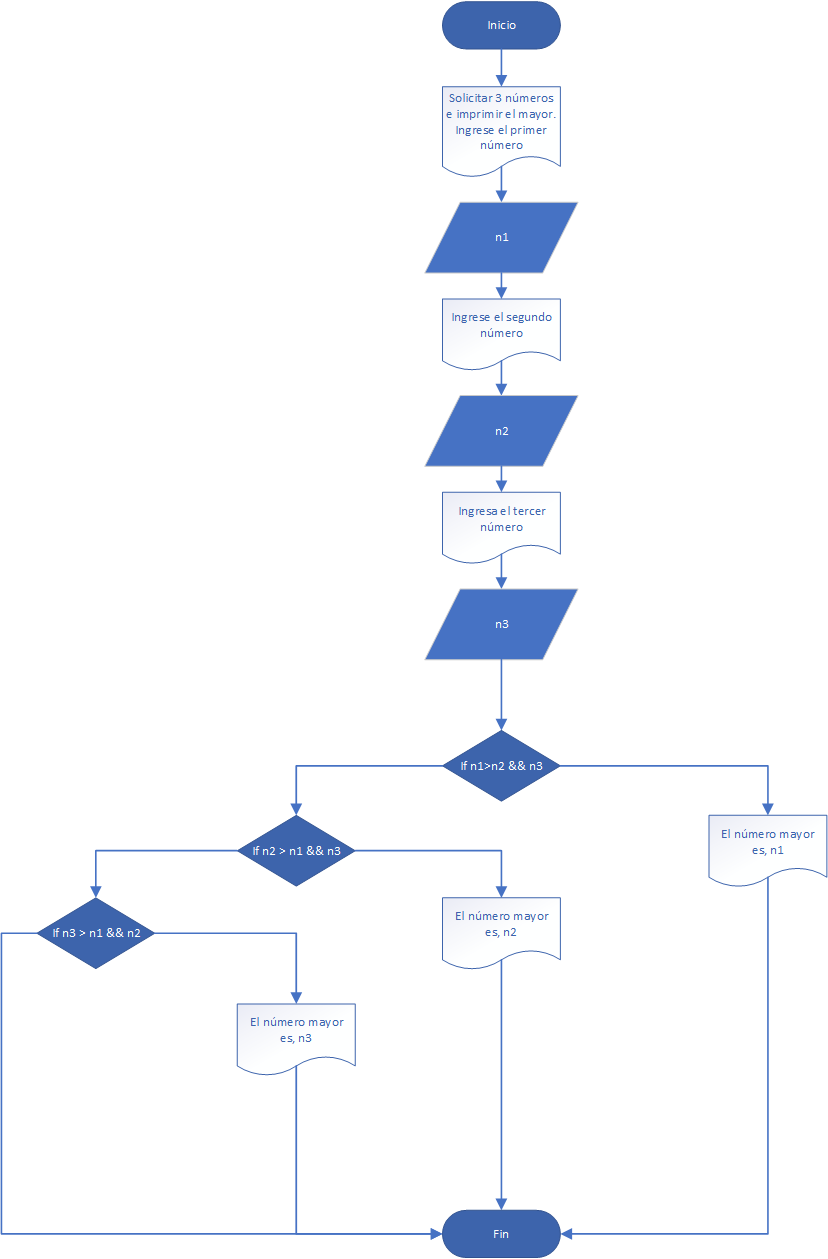 Inicio
Solicitar 3 números
e imprimir el mayor.
Ingrese el primer
número
n1
Ingrese el segundo
número
n2
Ingresa el tercer
número
n3
If n1>n2 && n3
If n2 > n1 && n3
El número mayor
es, n1
If n3 > n1 && n2
El número mayor
es, n2
El número mayor
es, n3
Fin